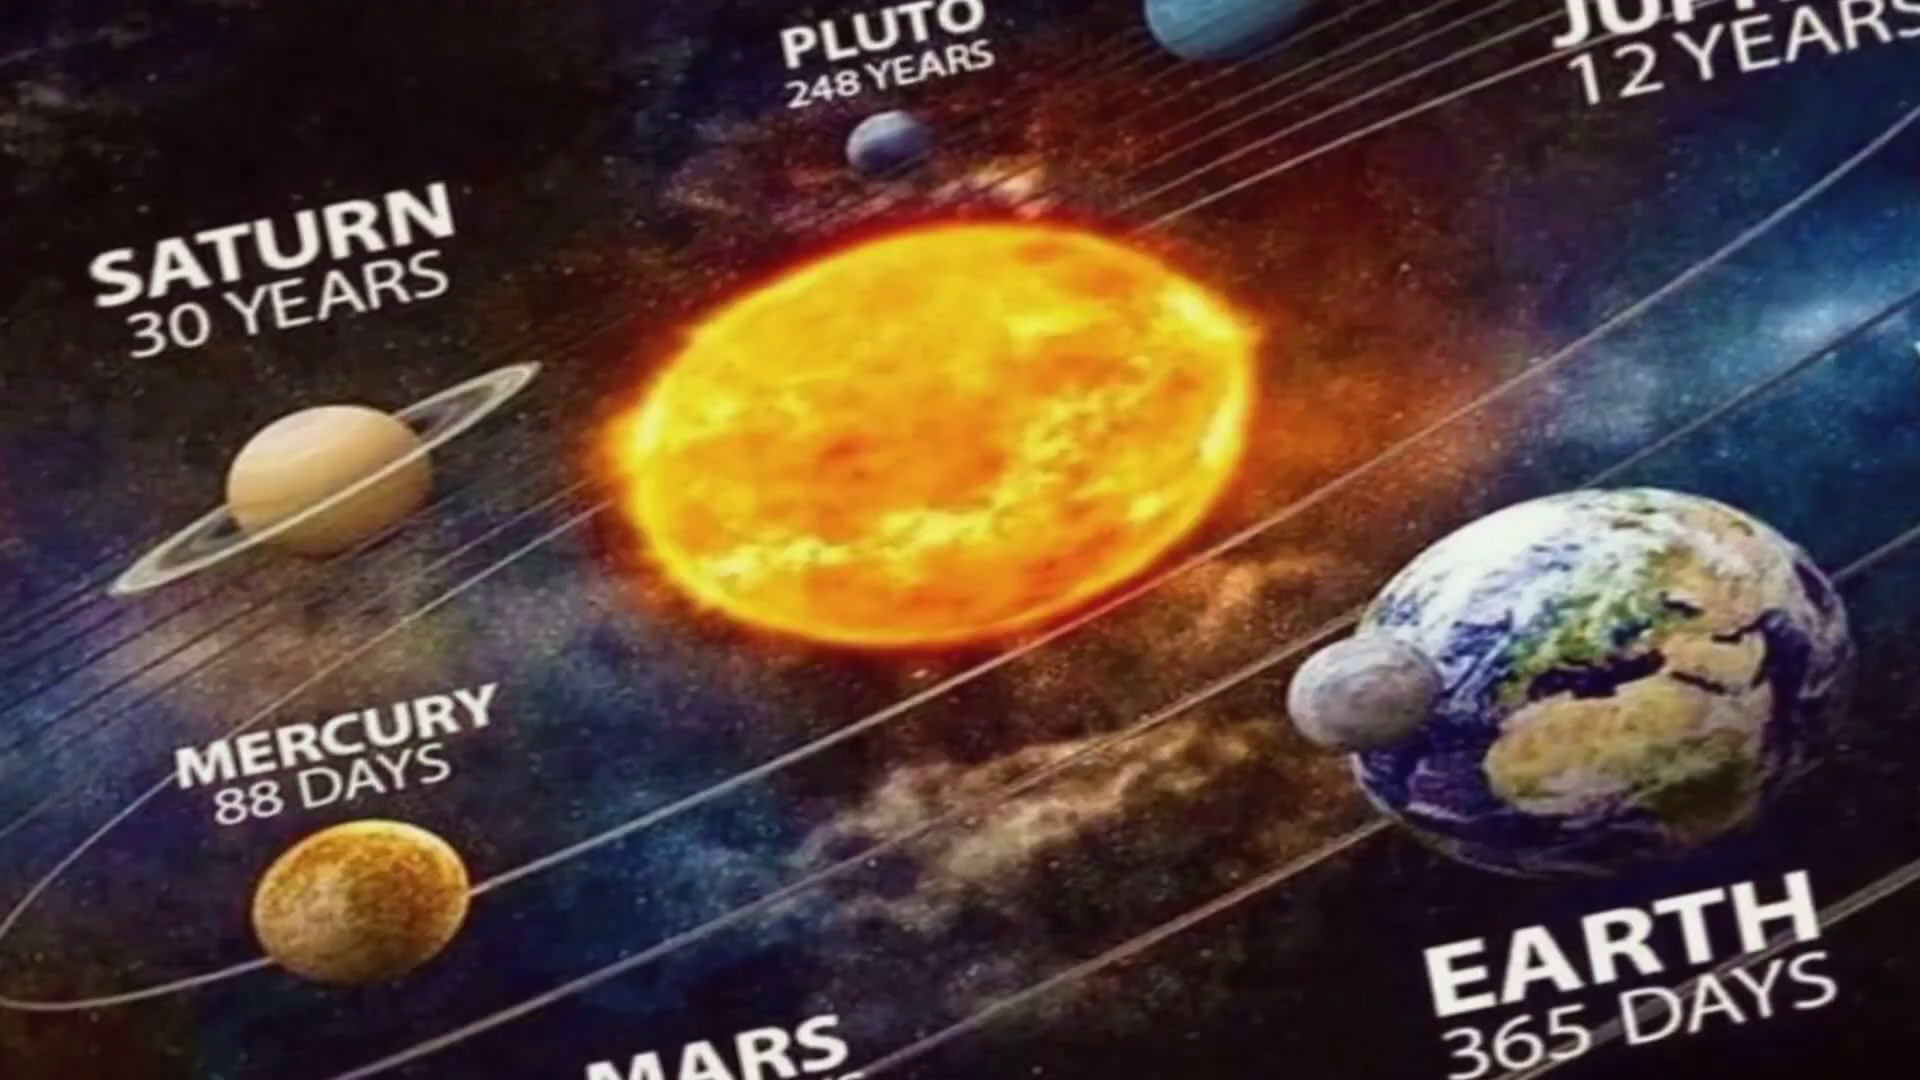 PLUTO
248 YEARS
12 YEARS
SATURN
30 YEARS
MERCURY
88 DAYS
EARTH
365 DAYS
MARS